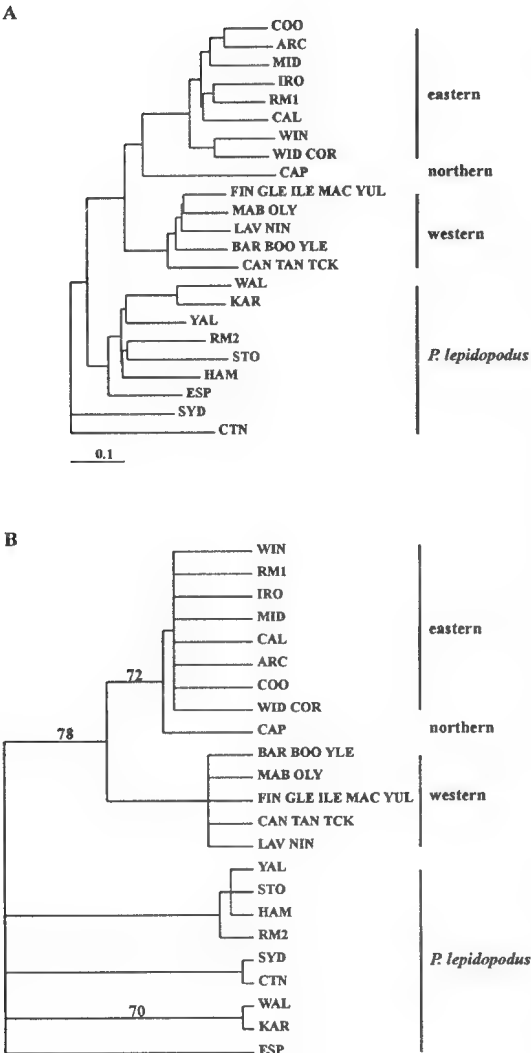 A
COO
ARC
MID
IRO
RM1
CAL
WIN
WID COR
eastern
CAP
northern
FIN GLE ILE MAC YUL
MAB OLY
LAV NIN
BAR BOO YLE
CAN TAN TCK
western
WAL
KAR
YAL
RM2
STO
HAM
ESP
SYD
CTN
P. lepidopodus
0.1
B
WIN
RM1
IRO
MID
CAL
ARC
COO
WID COR
eastern
72
CAP
northern
78
BAR BOO YLE
MAB OLY
FIN GLE ILE MAC YUL
CAN TAN TCK
LAV NIN
western
YAL
STO
HAM
RM2
SYD
CTN
70
WAL
KAR
ESP
P. lepidopodus